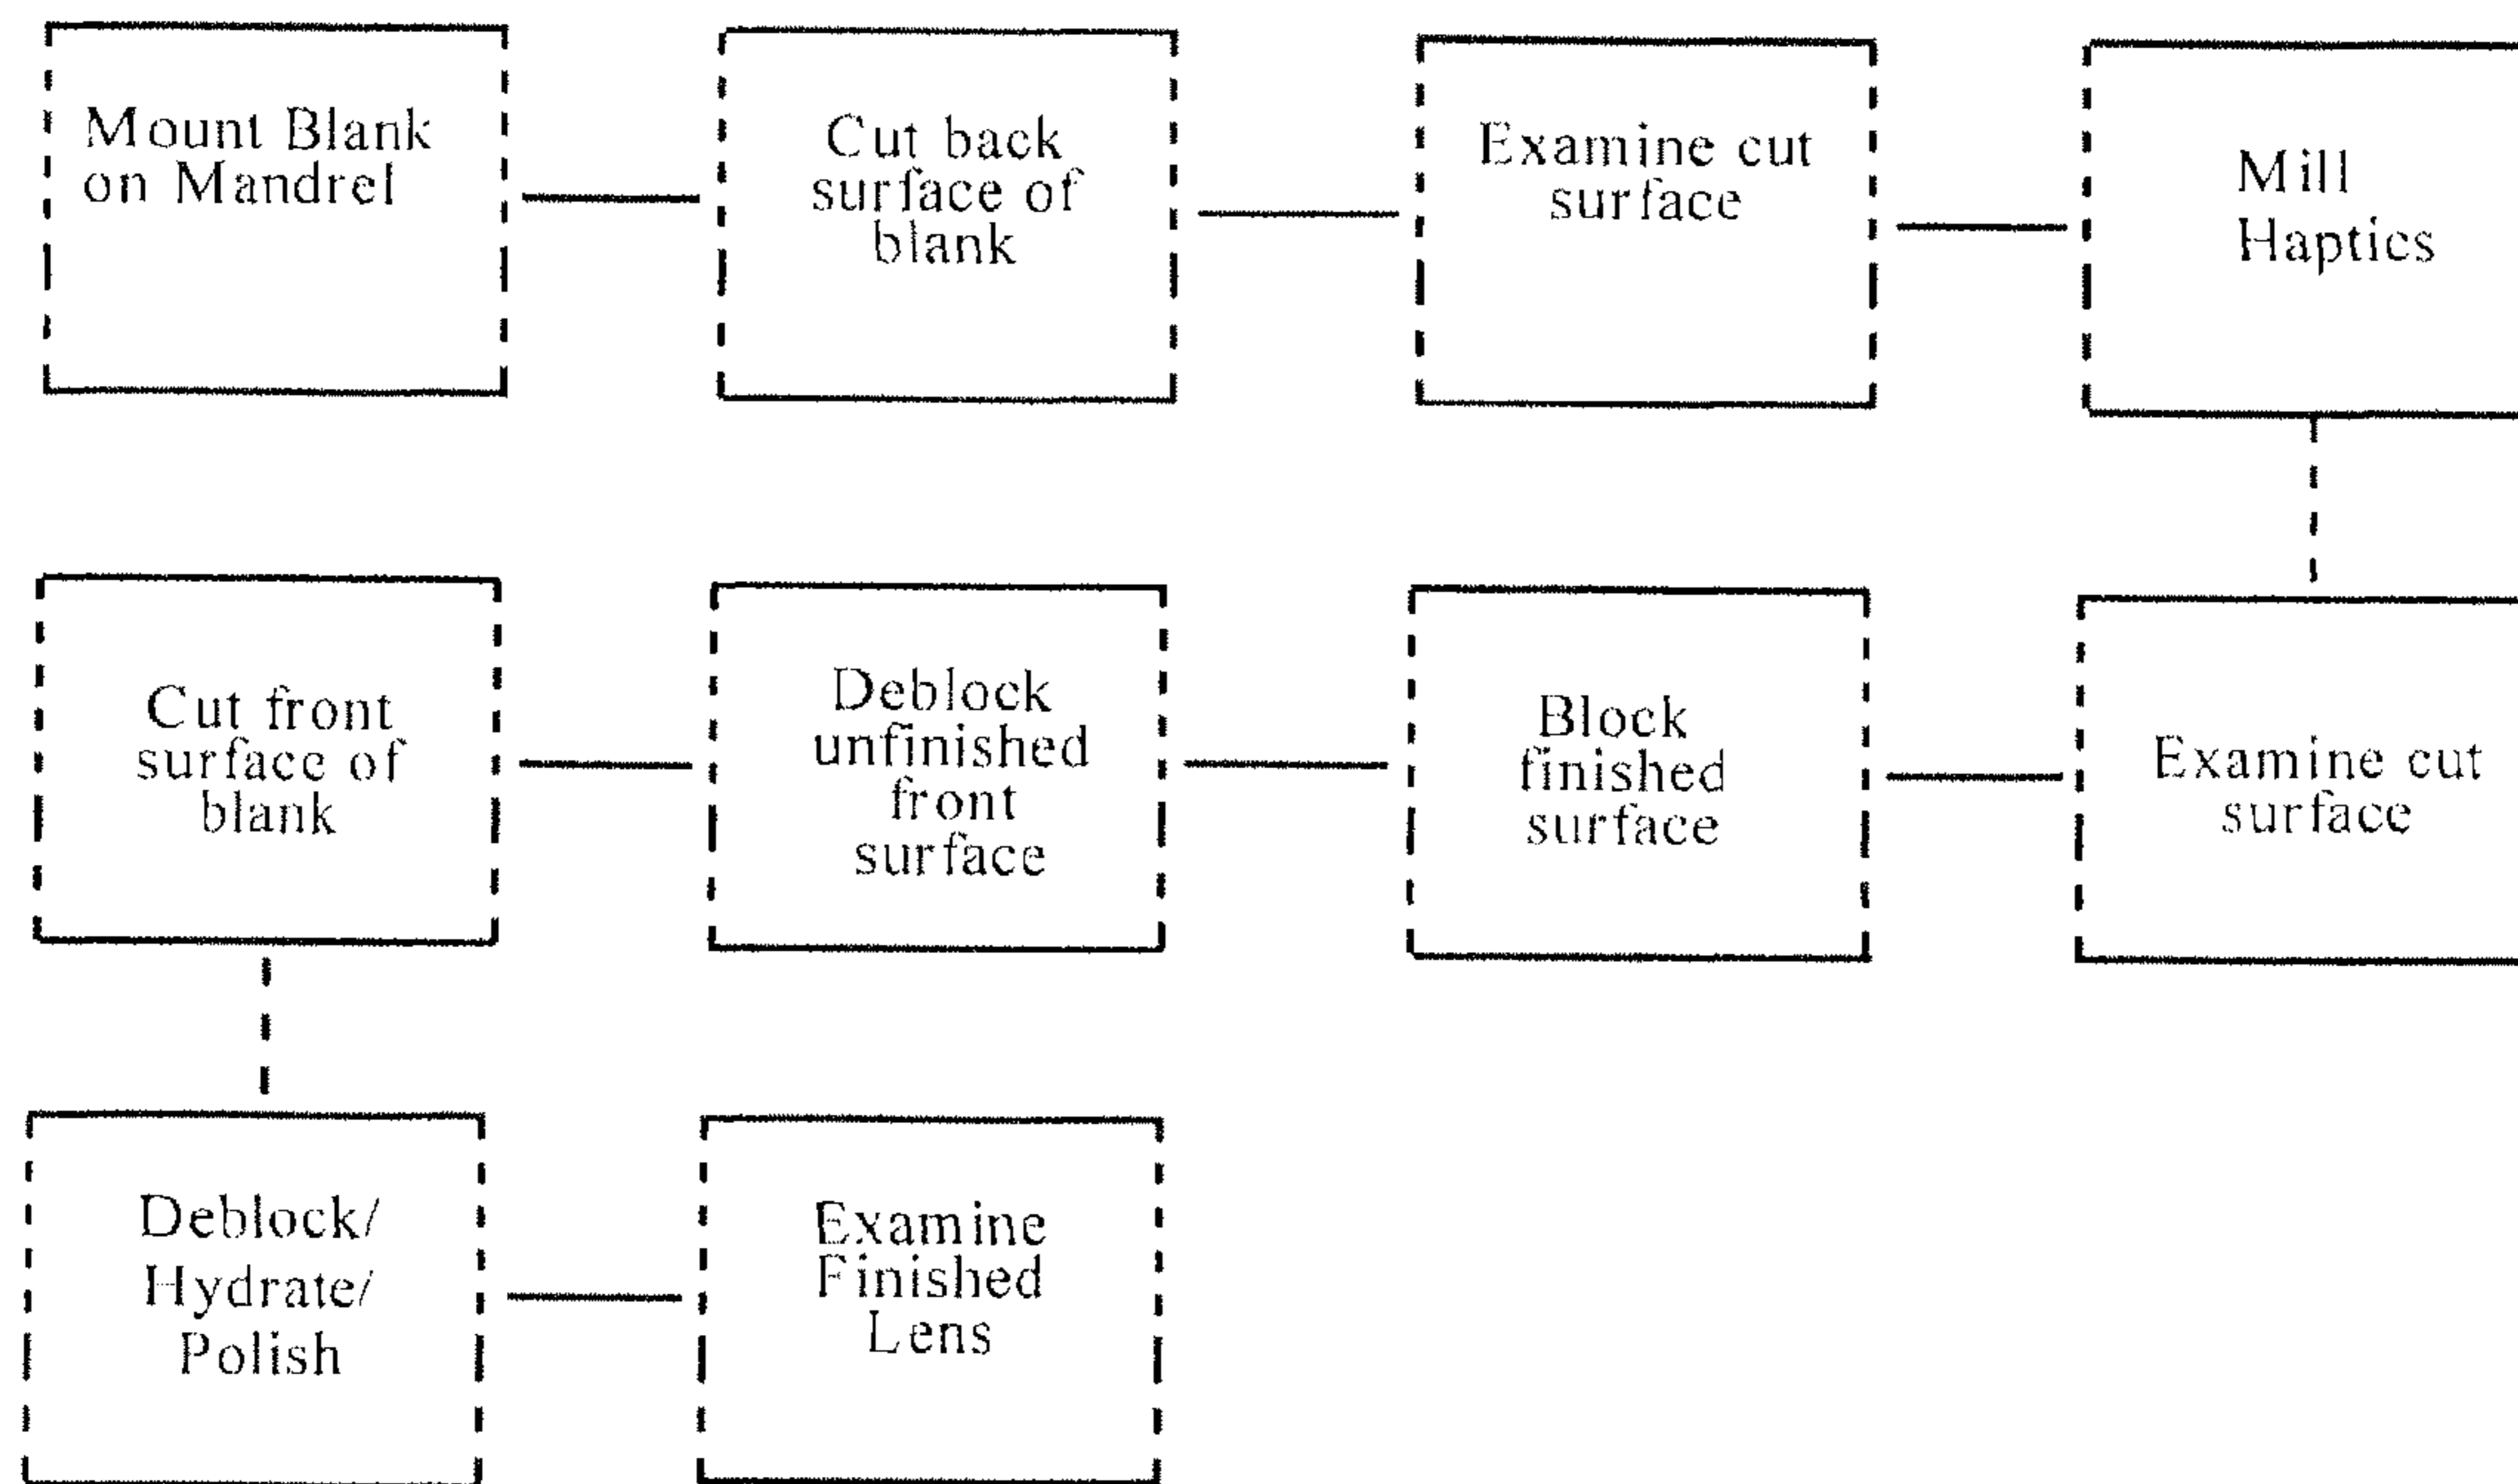 Mount Blank
on Mandrel
Cut back
surface of
blank
Examine cut
surface
Mill
Haptics
Cut front
surface of
blank
Deblock
unfinished
front
surface
Block
finished
surface
Examine cut
surface
Deblock/
Hydrate/
Polish
Examine
Finished
Lens